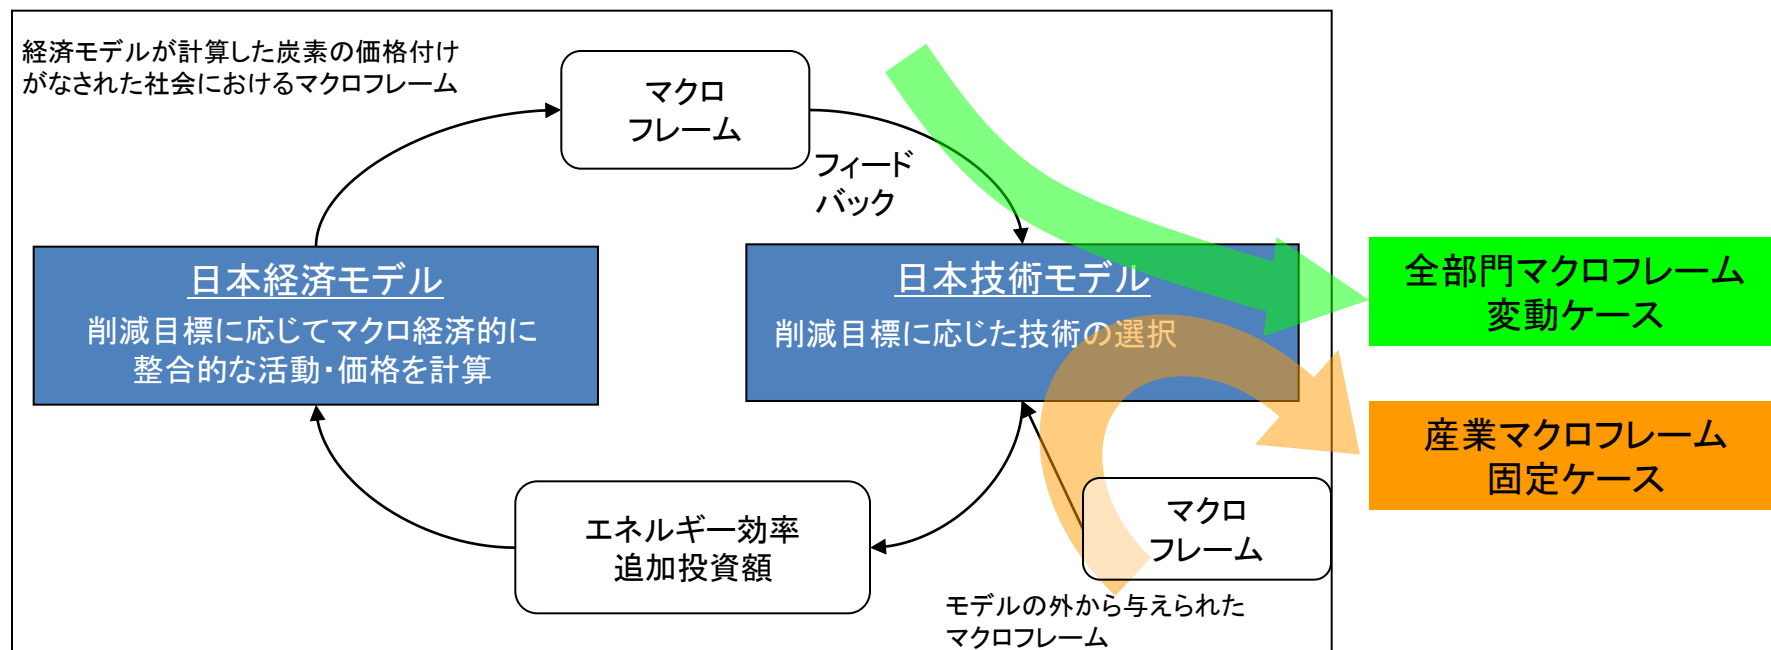 経済モデルが計算した炭素の価格付け
がなされた社会におけるマクロフレーム
マクロ
フレーム
フィード
バック
日本経済モデル
削減目標に応じてマクロ経済的に
整合的な活動・価格を計算
日本技術モデル
削減目標に応じた技術の選択
全部門マクロフレーム
変動ケース
産業マクロフレーム
固定ケース
エネルギー効率
追加投資額
マクロ
フレーム
モデルの外から与えられた
マクロフレーム